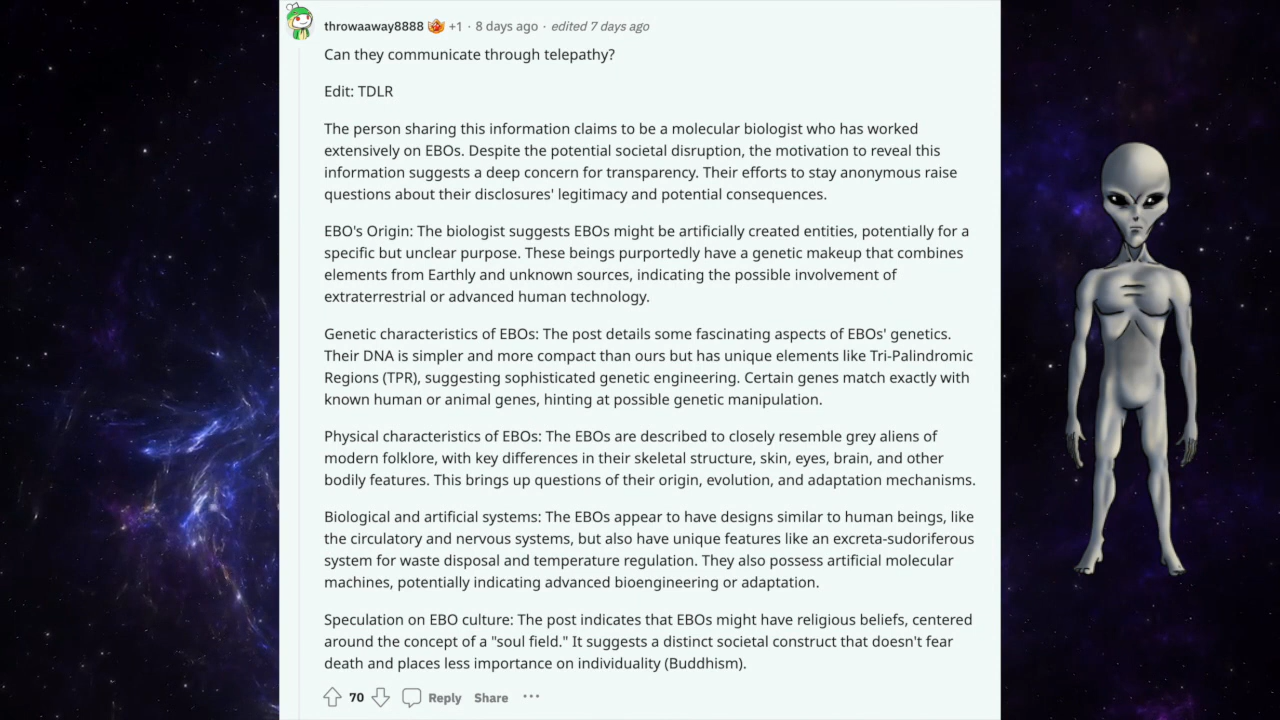 throwaaway8888 +1 · 8 days ago · edited 7 days ago
Can they communicate through telepathy?
Edit: TDLR
The person sharing this information claims to be a molecular biologist who has worked
extensively on EBOs. Despite the potential societal disruption, the motivation to reveal this
information suggests a deep concern for transparency. Their efforts to stay anonymous raise
questions about their disclosures' legitimacy and potential consequences.
EBO's Origin: The biologist suggests EBOs might be artificially created entities, potentially for a
specific but unclear purpose. These beings purportedly have a genetic makeup that combines
elements from Earthly and unknown sources, indicating the possible involvement of
extraterrestrial or advanced human technology.
Genetic characteristics of EBOs: The post details some fascinating aspects of EBOs' genetics.
Their DNA is simpler and more compact than ours but has unique elements like Tri-Palindromic
Regions (TPR), suggesting sophisticated genetic engineering. Certain genes match exactly with
known human or animal genes, hinting at possible genetic manipulation.
Physical characteristics of EBOs: The EBOs are described to closely resemble grey aliens of
modern folklore, with key differences in their skeletal structure, skin, eyes, brain, and other
bodily features. This brings up questions of their origin, evolution, and adaptation mechanisms.
Biological and artificial systems: The EBOs appear to have designs similar to human beings, like
the circulatory and nervous systems, but also have unique features like an excreta-sudoriferous
system for waste disposal and temperature regulation. They also possess artificial molecular
machines, potentially indicating advanced bioengineering or adaptation.
Speculation on EBO culture: The post indicates that EBOs might have religious beliefs, centered
around the concept of a "soul field." It suggests a distinct societal construct that doesn't fear
death and places less importance on individuality (Buddhism).
70 Reply Share ···